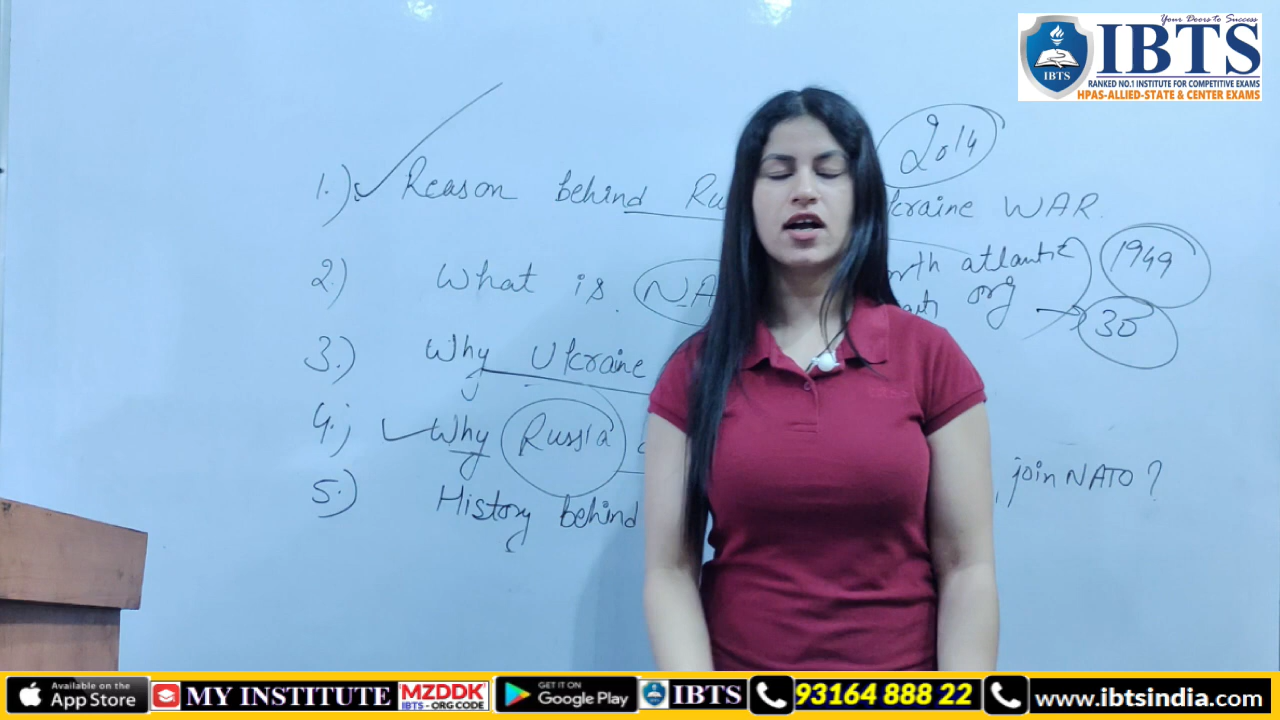 Your Doors to Success
IBTS
IBTS
RANKED NO.1 INSTITUTE FOR COMPETITIVE EXAMS
HPAS-ALLIED-STATE & CENTER EXAMS
2014
1.) Reason behind Ru kraine WAR.
2.) What is NA orth atlantic 1949
org 30
3.) Why Ukraine
4.) Why Russia
join NATO?
5.) History behind
Available on the
App Store
MY INSTITUTE
MZDDK
IBTS - ORG CODE
GET IT ON
Google Play
IBTS
93164 888 22
www.ibtsindia.com